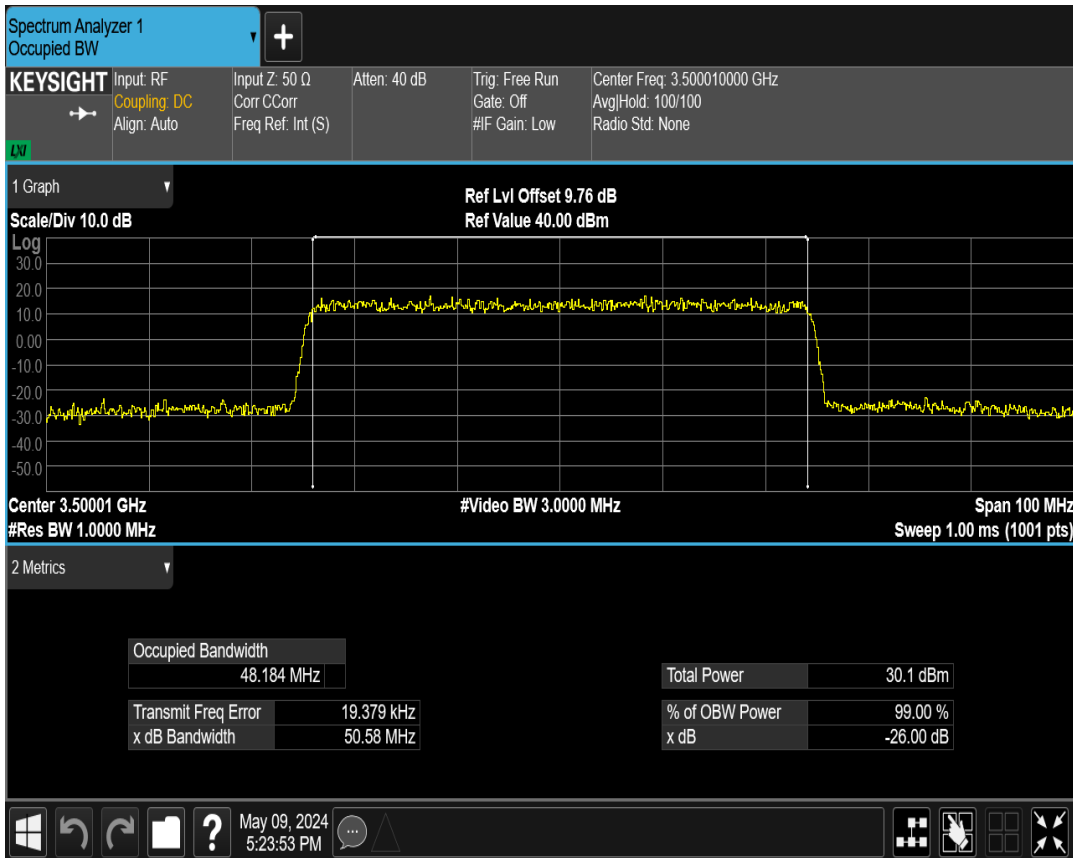 Spectrum Analyzer 1
Occupied BW
KEYSIGHT
LXI
Input: RF
Coupling: DC
Align: Auto
Input Z: 50 Ω
Corr CCorr
Freq Ref: Int (S)
Atten: 40 dB
Trig: Free Run
Gate: Off
#IF Gain: Low
Center Freq: 3.500010000 GHz
Avg|Hold: 100/100
Radio Std: None
1 Graph
Scale/Div 10.0 dB
Ref Lvl Offset 9.76 dB
Ref Value 40.00 dBm
Log
30.0
20.0
10.0
0.00
-10.0
-20.0
-30.0
-40.0
-50.0
Center 3.50001 GHz
#Res BW 1.0000 MHz
#Video BW 3.0000 MHz
Span 100 MHz
Sweep 1.00 ms (1001 pts)
2 Metrics
Occupied Bandwidth
48.184 MHz
Transmit Freq Error 19.379 kHz
x dB Bandwidth 50.58 MHz
Total Power 30.1 dBm
% of OBW Power 99.00 %
x dB -26.00 dB
?
May 09, 2024
5:23:53 PM